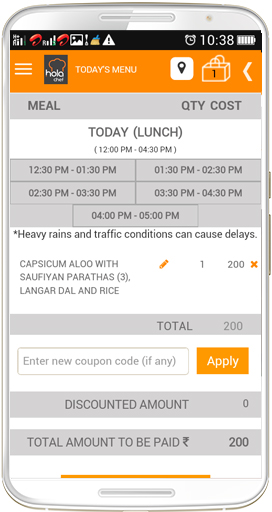 10:38
hola
chef
TODAY'S MENU
1
MEAL QTY COST
TODAY (LUNCH)
( 12:00 PM - 04:30 PM )
12:30 PM - 01:30 PM 01:30 PM - 02:30 PM
02:30 PM - 03:30 PM 03:30 PM - 04:30 PM
04:00 PM - 05:00 PM
*Heavy rains and traffic conditions can cause delays.
CAPSICUM ALOO WITH 1 200
SAUFIYAN PARATHAS (3),
LANGAR DAL AND RICE
TOTAL 200
Enter new coupon code (if any) Apply
DISCOUNTED AMOUNT 0
TOTAL AMOUNT TO BE PAID ₹ 200